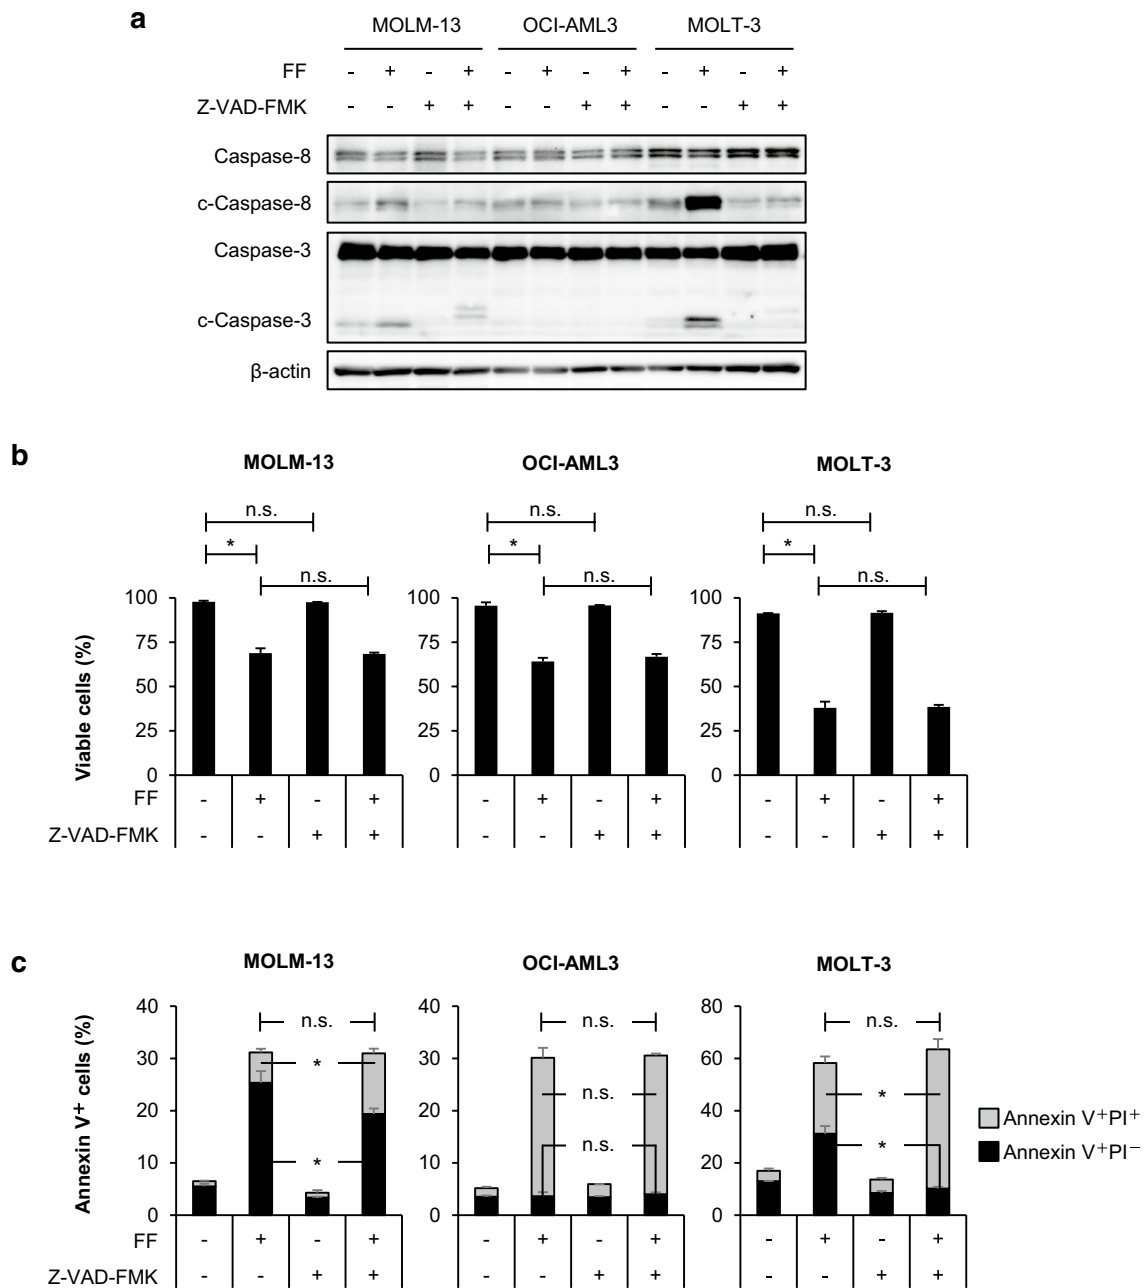 a
MOLM-13 OCI-AML3 MOLT-3
FF - + - + - + - + - + - +
Z-VAD-FMK - - + + - - + + - - + +
Caspase-8
c-Caspase-8
Caspase-3
c-Caspase-3
β-actin
b
MOLM-13 OCI-AML3 MOLT-3
n.s. n.s. n.s.
* * *
n.s. n.s. n.s.
Viable cells (%)
100 100 100
75 75 75
50 50 50
25 25 25
0 0 0
FF - + - + - + - + - + - +
Z-VAD-FMK - - + + - - + + - - + +
c
MOLM-13 OCI-AML3 MOLT-3
Annexin V+ cells (%)
40 40 80
n.s. n.s. n.s.
30 30 60
* n.s. *
20 20 40
* n.s. *
10 10 20
0 0 0
Annexin V+PI+
Annexin V+PI−
FF - + - + - + - + - + - +
Z-VAD-FMK - - + + - - + + - - + +